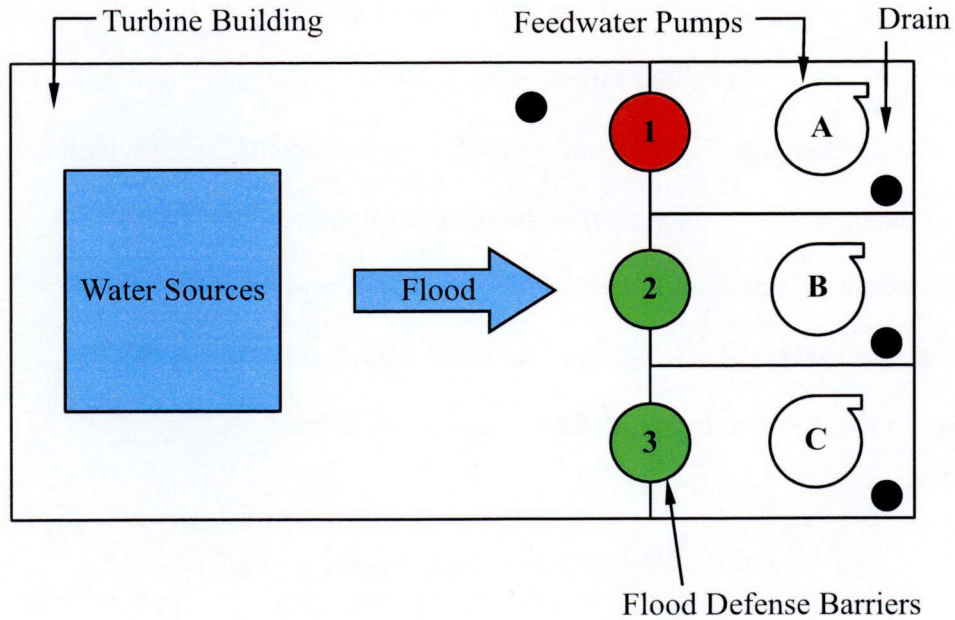 Turbine Building
Feedwater Pumps
Drain
1
A
Water Sources
Flood
2
B
3
C
Flood Defense Barriers